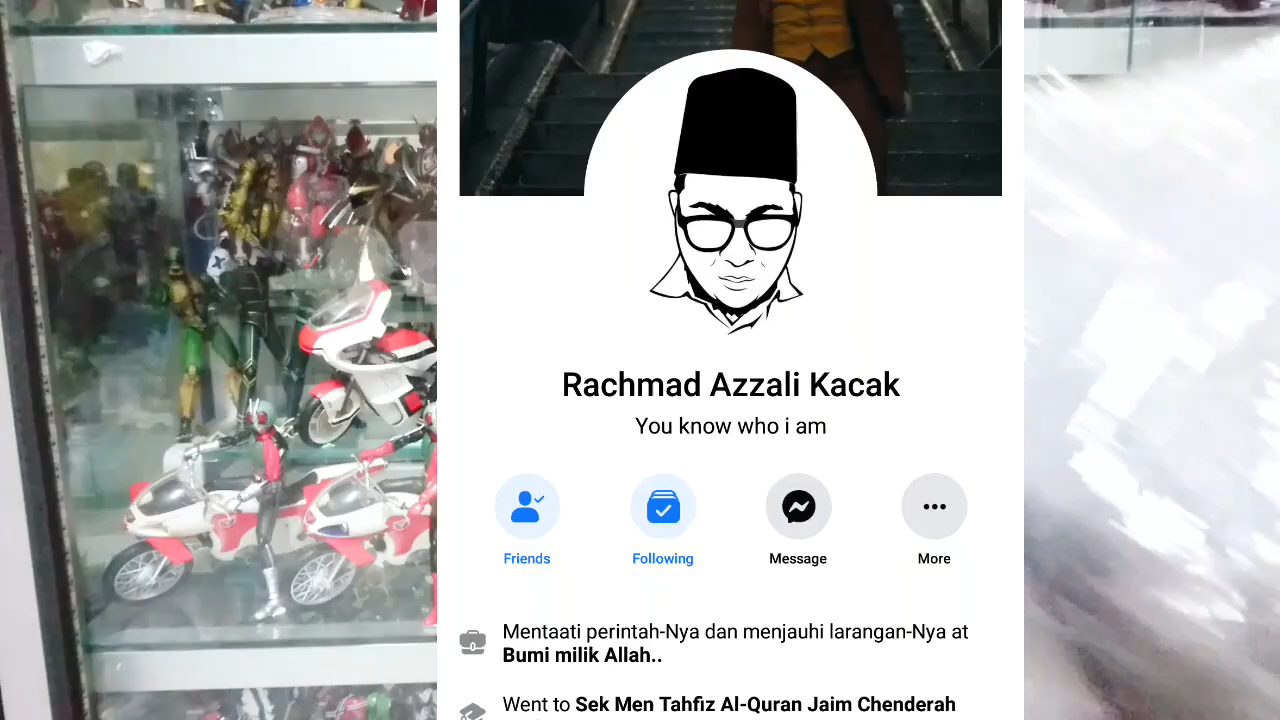 Rachmad Azzali Kacak
You know who i am
Friends
Following
Message
More
Mentaati perintah-Nya dan menjauhi larangan-Nya at
Bumi milik Allah..
Went to Sek Men Tahfiz Al-Quran Jaim Chenderah